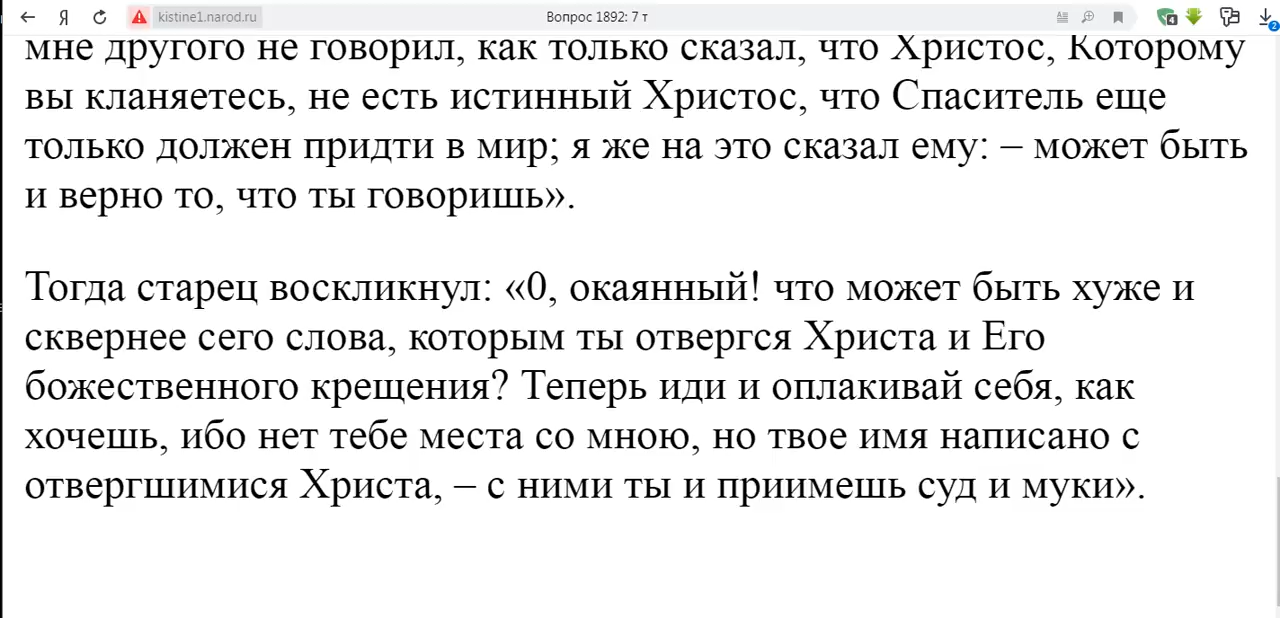 Я kistine1.narod.ru Вопрос 1892: 7 т 4 2
мне другого не говорил, как только сказал, что Христос, Которому
вы кланяетесь, не есть истинный Христос, что Спаситель еще
только должен придти в мир; я же на это сказал ему: – может быть
и верно то, что ты говоришь».
Тогда старец воскликнул: «0, окаянный! что может быть хуже и
сквернее сего слова, которым ты отвергся Христа и Его
божественного крещения? Теперь иди и оплакивай себя, как
хочешь, ибо нет тебе места со мною, но твое имя написано с
отвергшимися Христа, – с ними ты и приимешь суд и муки».